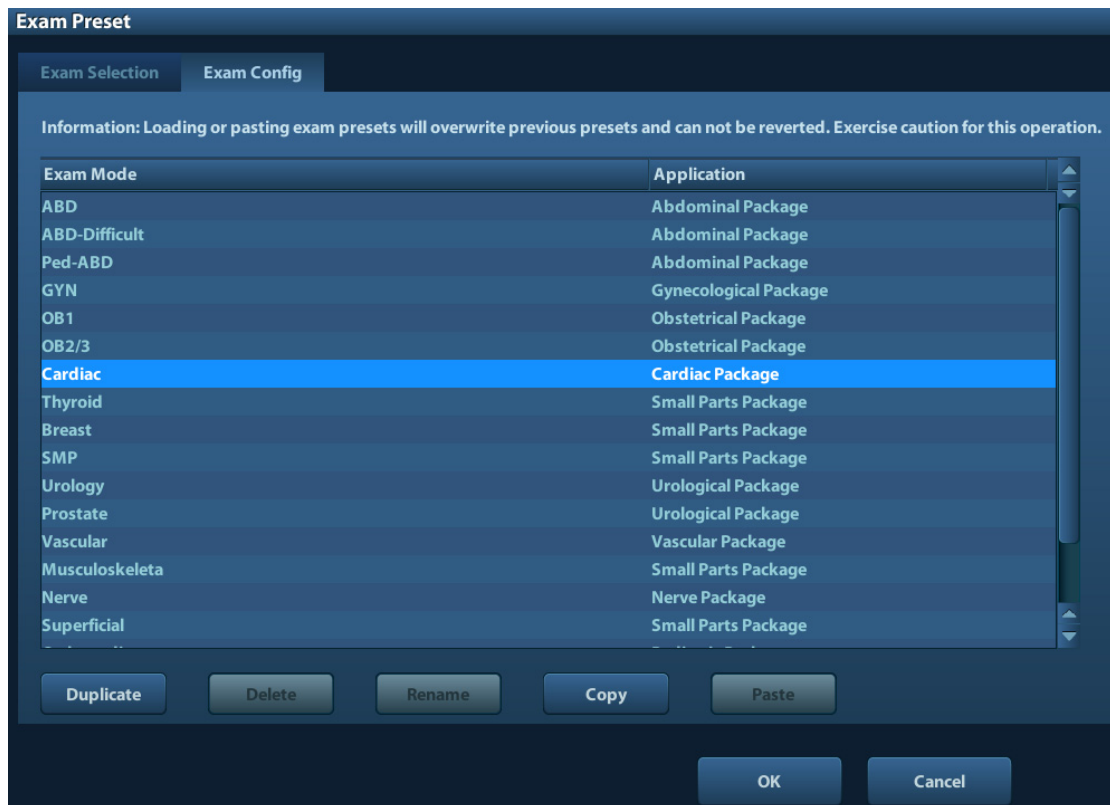 Exam Preset
Exam Selection Exam Config
Information: Loading or pasting exam presets will overwrite previous presets and can not be reverted. Exercise caution for this operation.
Exam Mode Application
ABD Abdominal Package
ABD-Difficult Abdominal Package
Ped-ABD Abdominal Package
GYN Gynecological Package
OB1 Obstetrical Package
OB2/3 Obstetrical Package
Cardiac Cardiac Package
Thyroid Small Parts Package
Breast Small Parts Package
SMP Small Parts Package
Urology Urological Package
Prostate Urological Package
Vascular Vascular Package
Musculoskeleta Small Parts Package
Nerve Nerve Package
Superficial Small Parts Package
Duplicate Delete Rename Copy Paste
OK Cancel